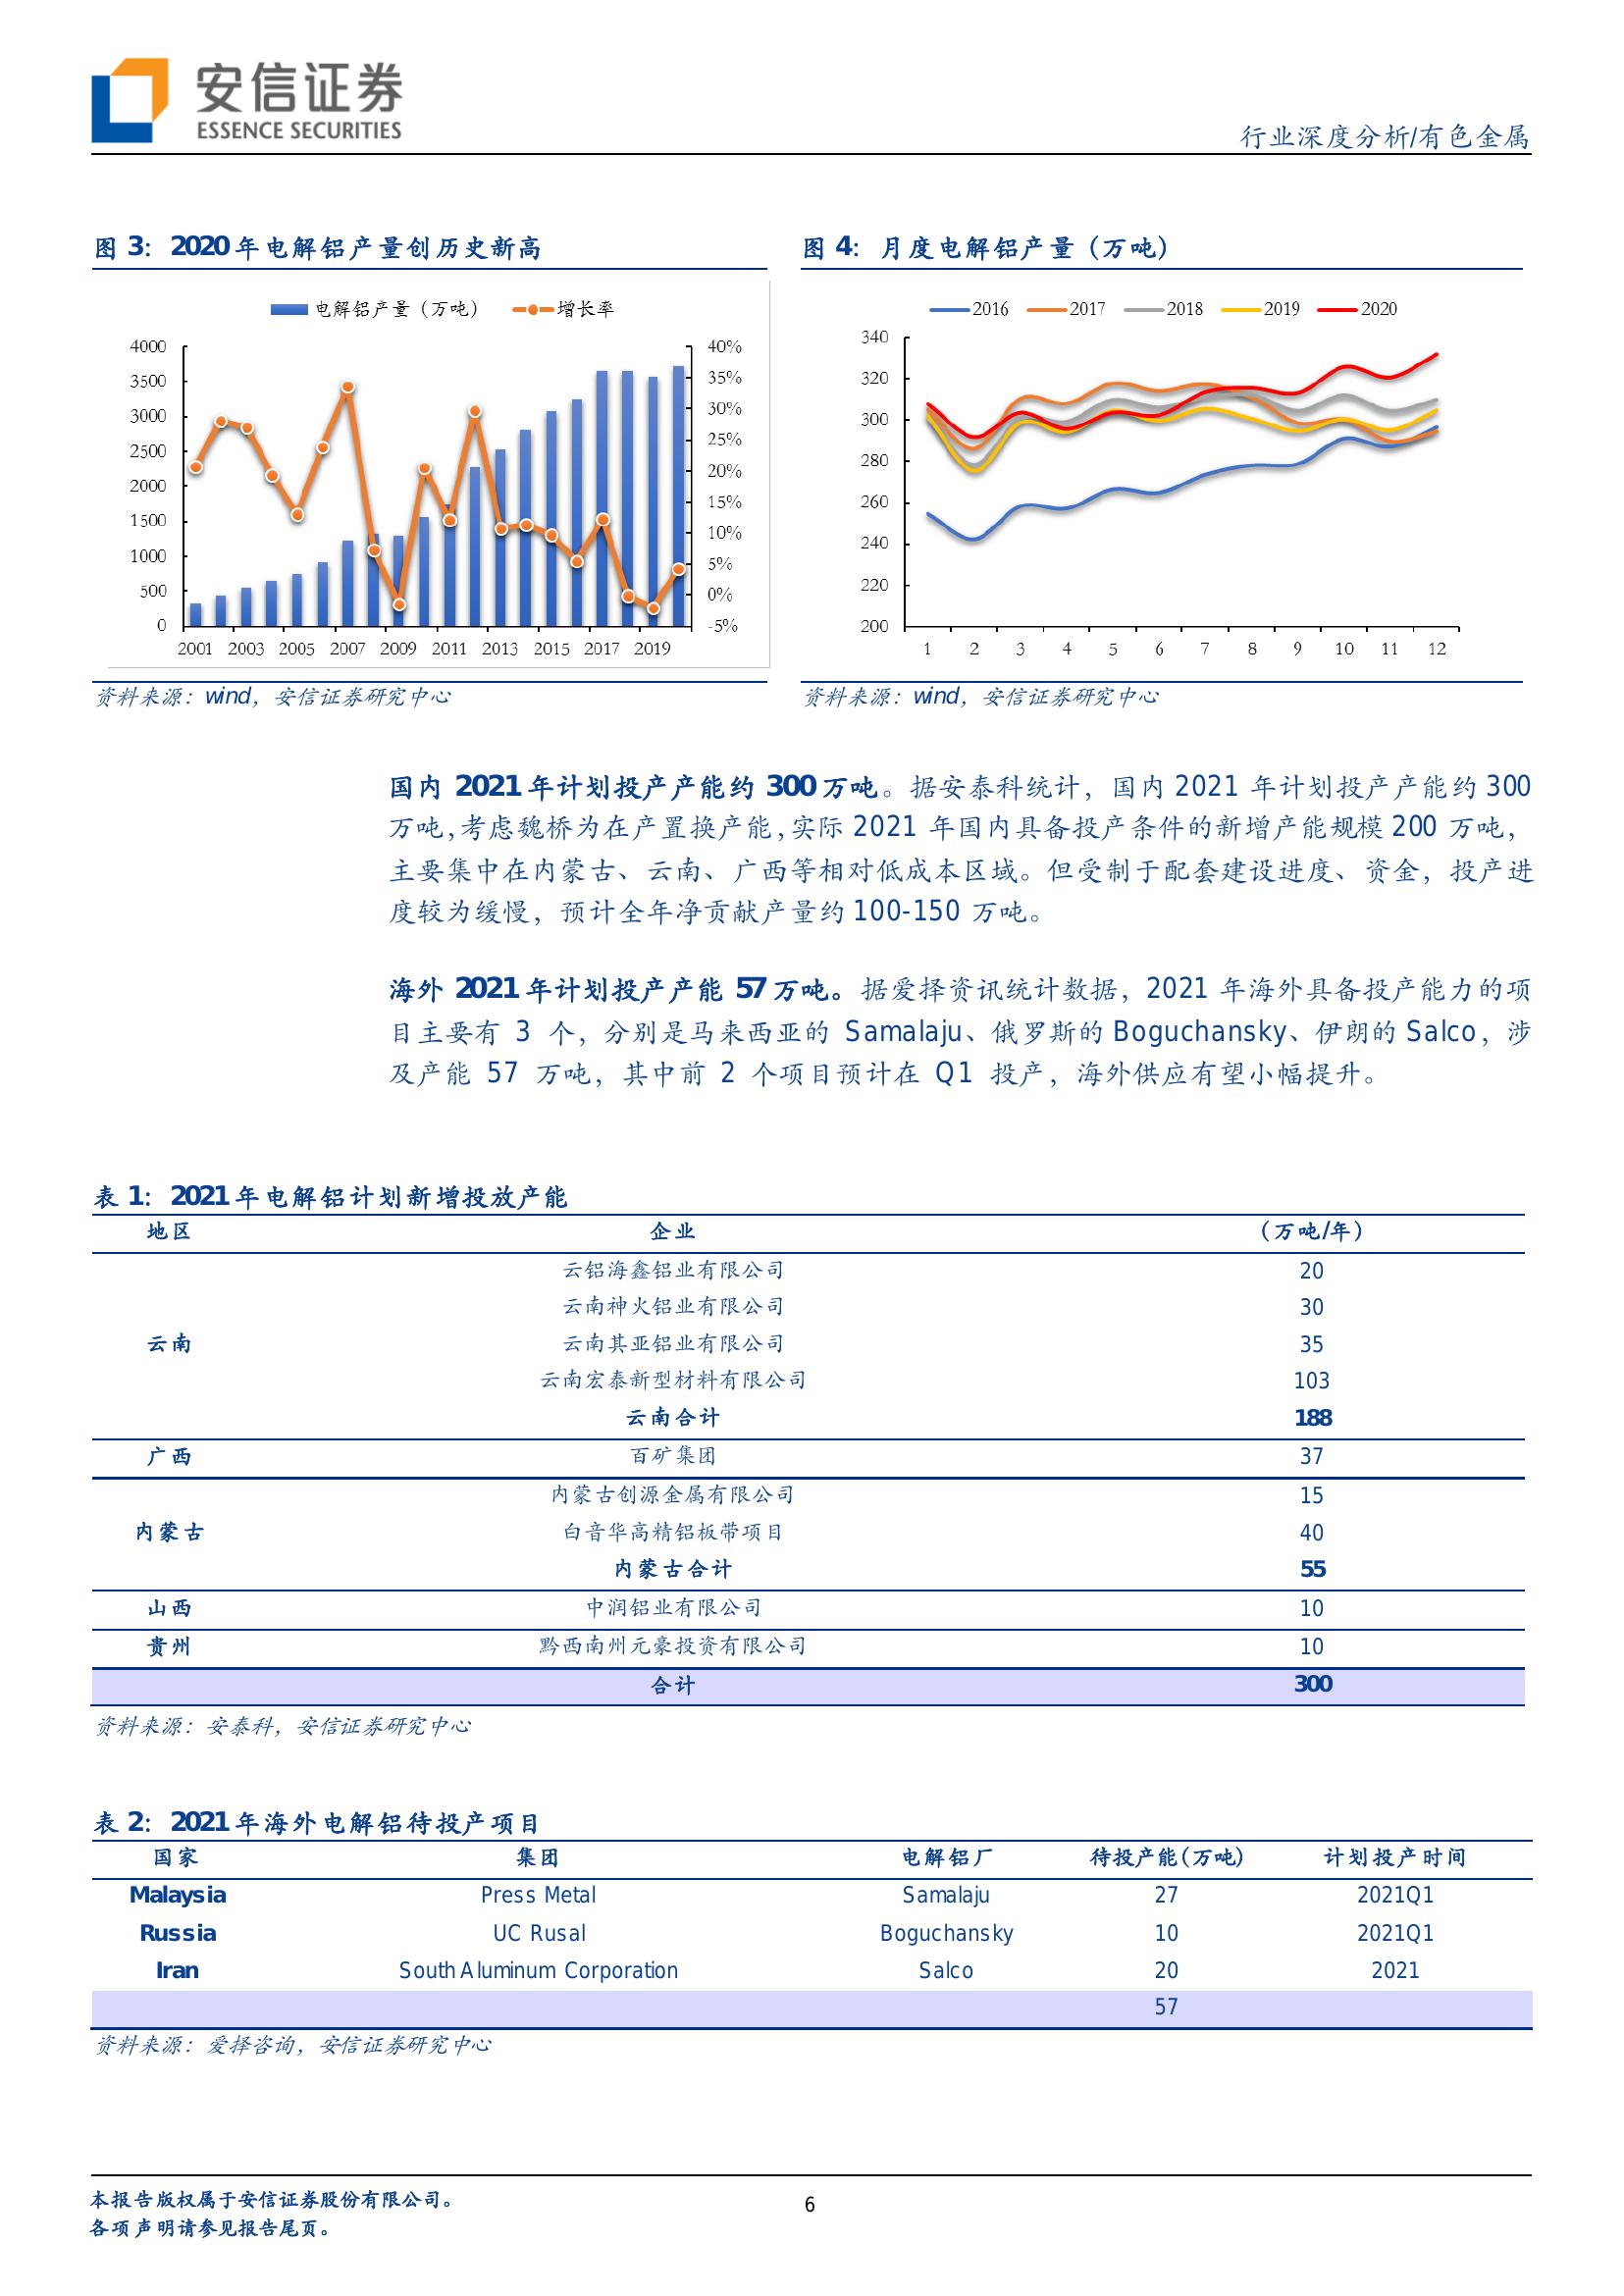 安信证券
ESSENCE SECURITIES
行业深度分析/有色金属
图 3：2020 年电解铝产量创历史新高
电解铝产量（万吨） 增长率
4000
3500
3000
2500
2000
1500
1000
500
0
40%
35%
30%
25%
20%
15%
10%
5%
0%
-5%
2001 2003 2005 2007 2009 2011 2013 2015 2017 2019
资料来源：wind，安信证券研究中心
图 4：月度电解铝产量（万吨）
2016 2017 2018 2019 2020
340
320
300
280
260
240
220
200
1 2 3 4 5 6 7 8 9 10 11 12
资料来源：wind，安信证券研究中心
国内 2021 年计划投产产能约 300 万吨。据安泰科统计，国内 2021 年计划投产产能约 300
万吨，考虑魏桥为在产置换产能，实际 2021 年国内具备投产条件的新增产能规模 200 万吨，
主要集中在内蒙古、云南、广西等相对低成本区域。但受制于配套建设进度、资金，投产进
度较为缓慢，预计全年净贡献产量约 100-150 万吨。
海外 2021 年计划投产产能 57 万吨。据爱择资讯统计数据，2021 年海外具备投产能力的项
目主要有 3 个，分别是马来西亚的 Samalaju、俄罗斯的 Boguchansky、伊朗的 Salco，涉
及产能 57 万吨，其中前 2 个项目预计在 Q1 投产，海外供应有望小幅提升。
表 1：2021 年电解铝计划新增投放产能
地区 企业 （万吨/年）
云铝海鑫铝业有限公司 20
云南神火铝业有限公司 30
云南 云南其亚铝业有限公司 35
云南宏泰新型材料有限公司 103
云南合计 188
广西 百矿集团 37
内蒙古创源金属有限公司 15
内蒙古 白音华高精铝板带项目 40
内蒙古合计 55
山西 中润铝业有限公司 10
贵州 黔西南州元豪投资有限公司 10
合计 300
资料来源：安泰科，安信证券研究中心
表 2：2021 年海外电解铝待投产项目
国家 集团 电解铝厂 待投产能(万吨) 计划投产时间
Malaysia Press Metal Samalaju 27 2021Q1
Russia UC Rusal Boguchansky 10 2021Q1
Iran South Aluminum Corporation Salco 20 2021
57
资料来源：爱择咨询，安信证券研究中心
本报告版权属于安信证券股份有限公司。
各项声明请参见报告尾页。
6